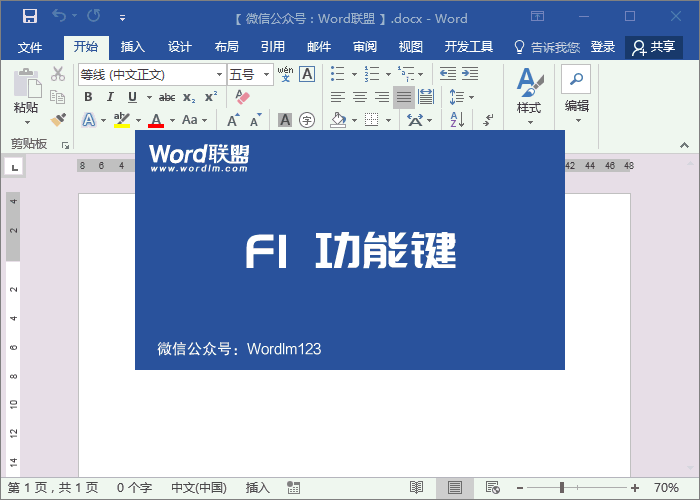 [ 微信公众号：Word联盟 ] .docx - Word
文件 开始 插入 设计 布局 引用 邮件 审阅 视图 开发工具 告诉我您 登录 共享
等线 (中文正文) 五号 wén 文 A
粘贴 样式 编辑
B I U abc x₂ x²
A ab A Aa A A A 字 A Z
剪贴板
8 6 4 42 44 46 48
Word联盟
www.wordlm.com
F1 功能键
微信公众号：Wordlm123
4
2
2
4
6
8
10
12
14
第 1 页，共 1 页 0 个字 中文(中国) 插入 70%